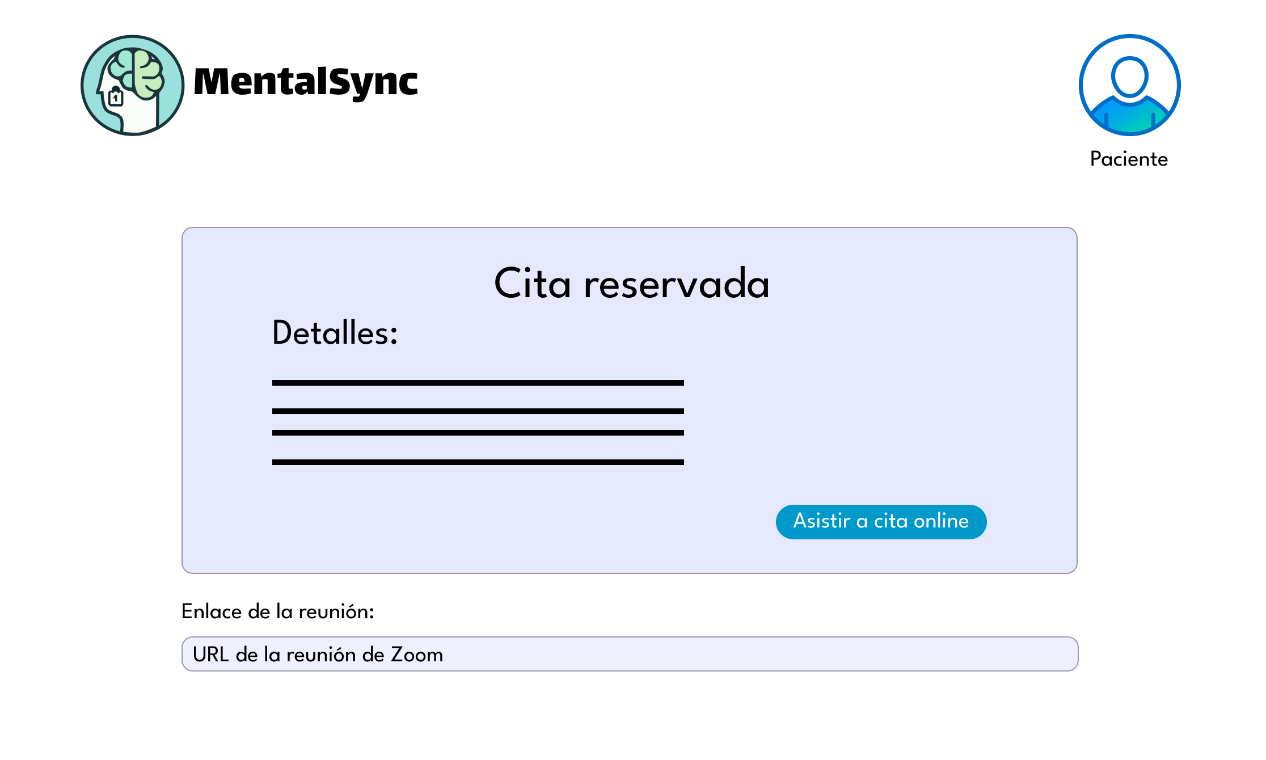 MentalSync
Paciente
Cita reservada
Detalles:
Asistir a cita online
Enlace de la reunión:
URL de la reunión de Zoom